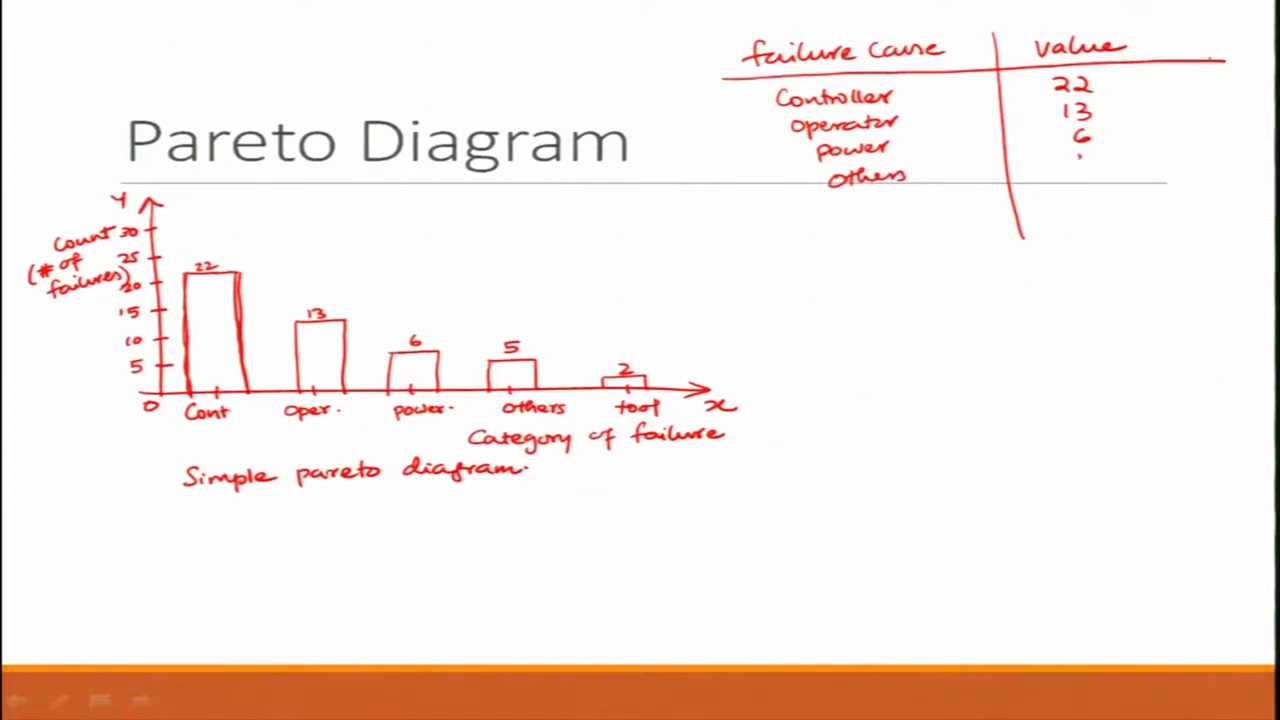 failure cause value
Controller 22
operator 13
power 6
others
Pareto Diagram
Y
Count
(# of
failures)
30
25
20
15
10
5
0
22
13
6
5
2
Cont Oper. power. others tool x
Category of failure
Simple pareto diagram.